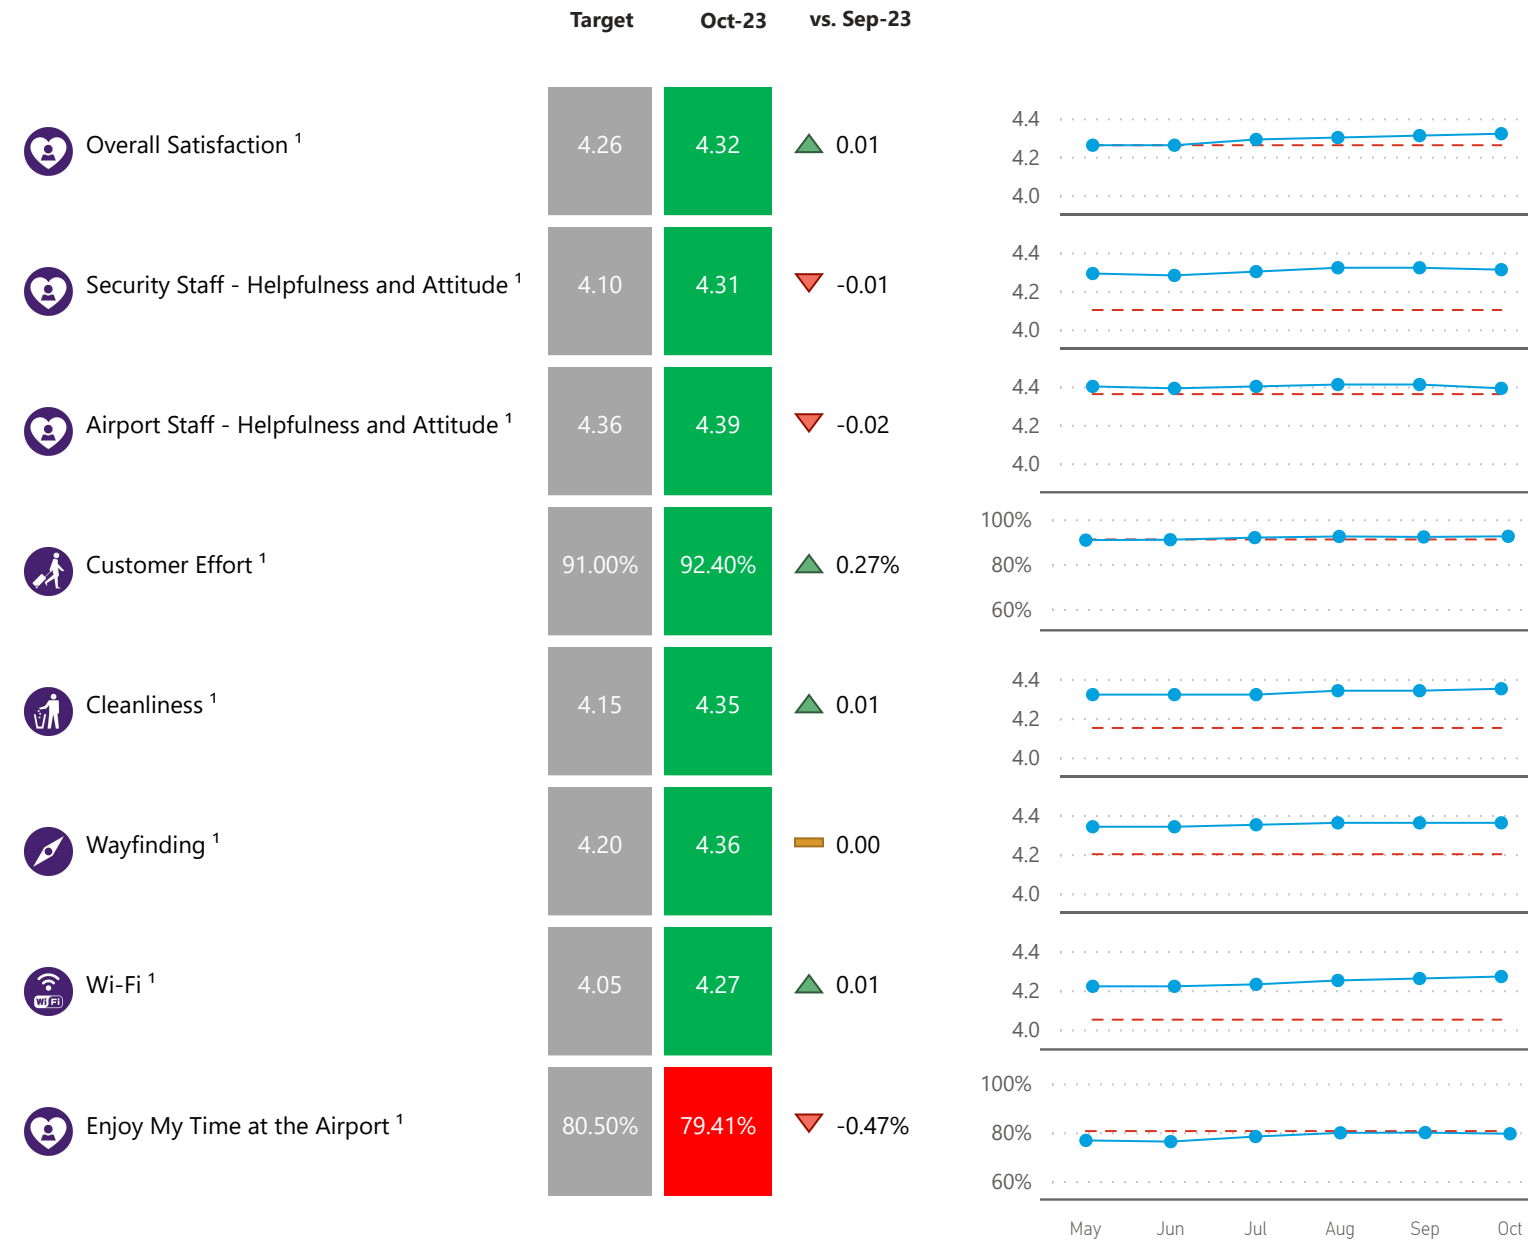 Target Oct-23 vs. Sep-23
Overall Satisfaction ¹ 4.26 4.32 0.01
4.4
4.2
4.0
Security Staff - Helpfulness and Attitude ¹ 4.10 4.31 -0.01
4.4
4.2
4.0
Airport Staff - Helpfulness and Attitude ¹ 4.36 4.39 -0.02
4.4
4.2
4.0
Customer Effort ¹ 91.00% 92.40% 0.27%
100%
80%
60%
Cleanliness ¹ 4.15 4.35 0.01
4.4
4.2
4.0
Wayfinding ¹ 4.20 4.36 0.00
4.4
4.2
4.0
Wi Fi
Wi-Fi ¹ 4.05 4.27 0.01
4.4
4.2
4.0
Enjoy My Time at the Airport ¹ 80.50% 79.41% -0.47%
100%
80%
60%
May Jun Jul Aug Sep Oct